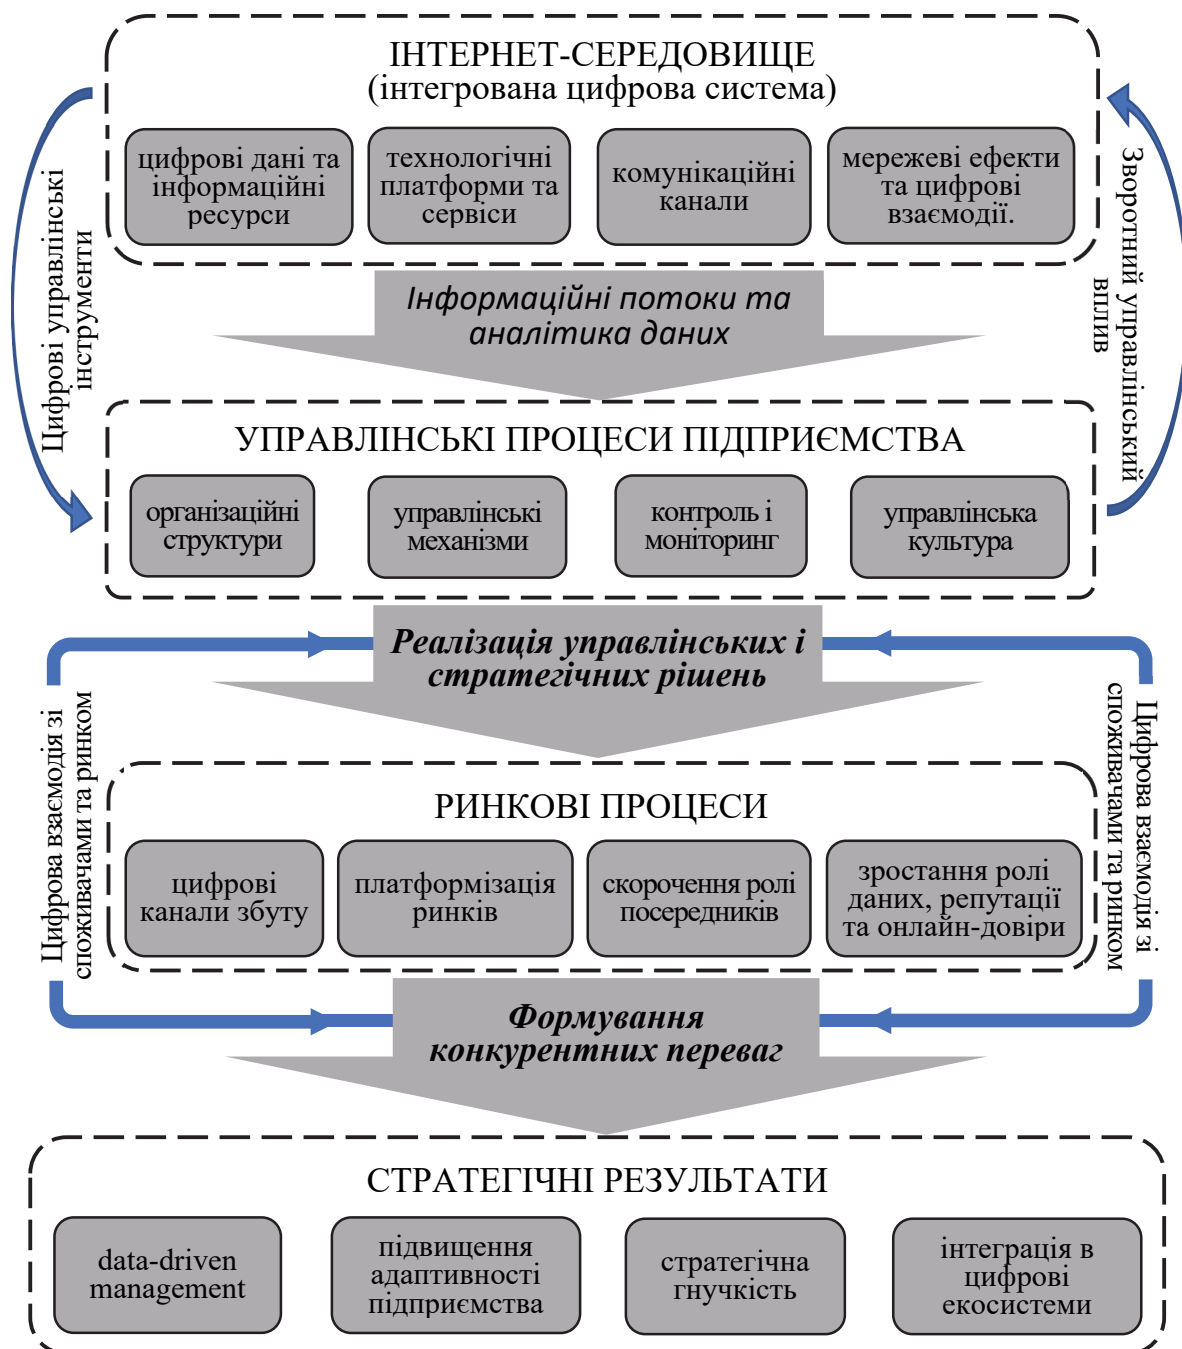 ІНТЕРНЕТ-СЕРЕДОВИЩЕ
(інтегрована цифрова система)
цифрові дані та
інформаційні
ресурси
технологічні
платформи та
сервіси
комунікаційні
канали
мережеві ефекти
та цифрові
взаємодії.
Цифрові управлінські
інструменти
Зворотний управлінський
вплив
Інформаційні потоки та
аналітика даних
УПРАВЛІНСЬКІ ПРОЦЕСИ ПІДПРИЄМСТВА
організаційні
структури
управлінські
механізми
контроль і
моніторинг
управлінська
культура
Реалізація управлінських і
стратегічних рішень
Цифрова взаємодія зі
споживачами та ринком
Цифрова взаємодія зі
споживачами та ринком
РИНКОВІ ПРОЦЕСИ
цифрові
канали збуту
платформізація
ринків
скорочення ролі
посередників
зростання ролі
даних, репутації
та онлайн-довіри
Формування
конкурентних переваг
СТРАТЕГІЧНІ РЕЗУЛЬТАТИ
data-driven
management
підвищення
адаптивності
підприємства
стратегічна
гнучкість
інтеграція в
цифрові
екосистеми